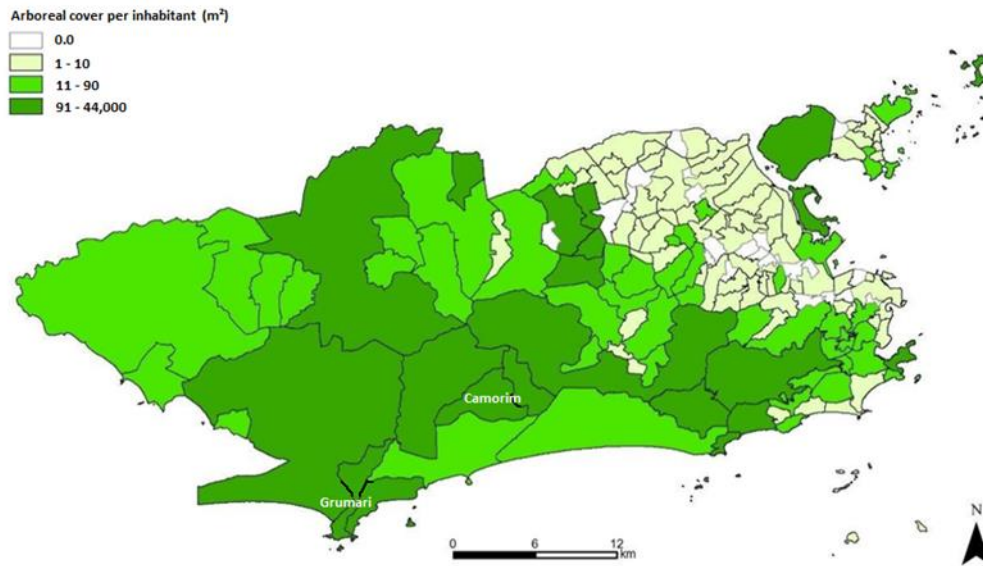 Arboreal cover per inhabitant (m²)
0.0
1 - 10
11 - 90
91 - 44,000
Camorim
Grumari
N
0 6 12
km